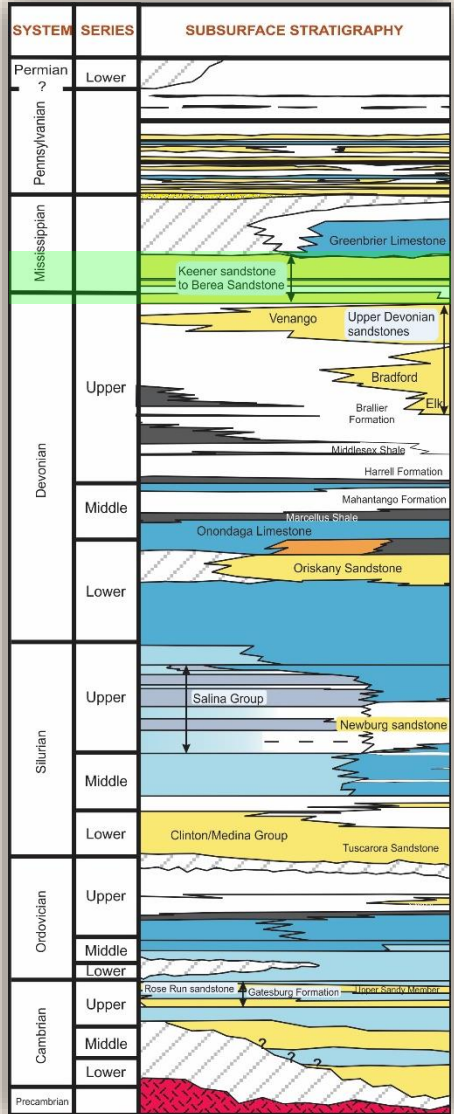 SYSTEM SERIES SUBSURFACE STRATIGRAPHY
Permian
?
Lower
Pennsylvanian
Mississippian
Greenbrier Limestone
Keener sandstone
to Berea Sandstone
Devonian
Upper
Venango
Upper Devonian
sandstones
Bradford
Elk
Brallier
Formation
Middlesex Shale
Harrell Formation
Middle
Mahantango Formation
Marcellus Shale
Onondaga Limestone
Lower
Oriskany Sandstone
Silurian
Upper
Salina Group
Newburg sandstone
Middle
Lower
Clinton/Medina Group
Tuscarora Sandstone
Ordovician
Upper
Middle
Lower
Cambrian
Upper
Rose Run sandstone
Gatesburg Formation
Upper Sandy Member
Middle
?
?
?
Lower
Precambrian